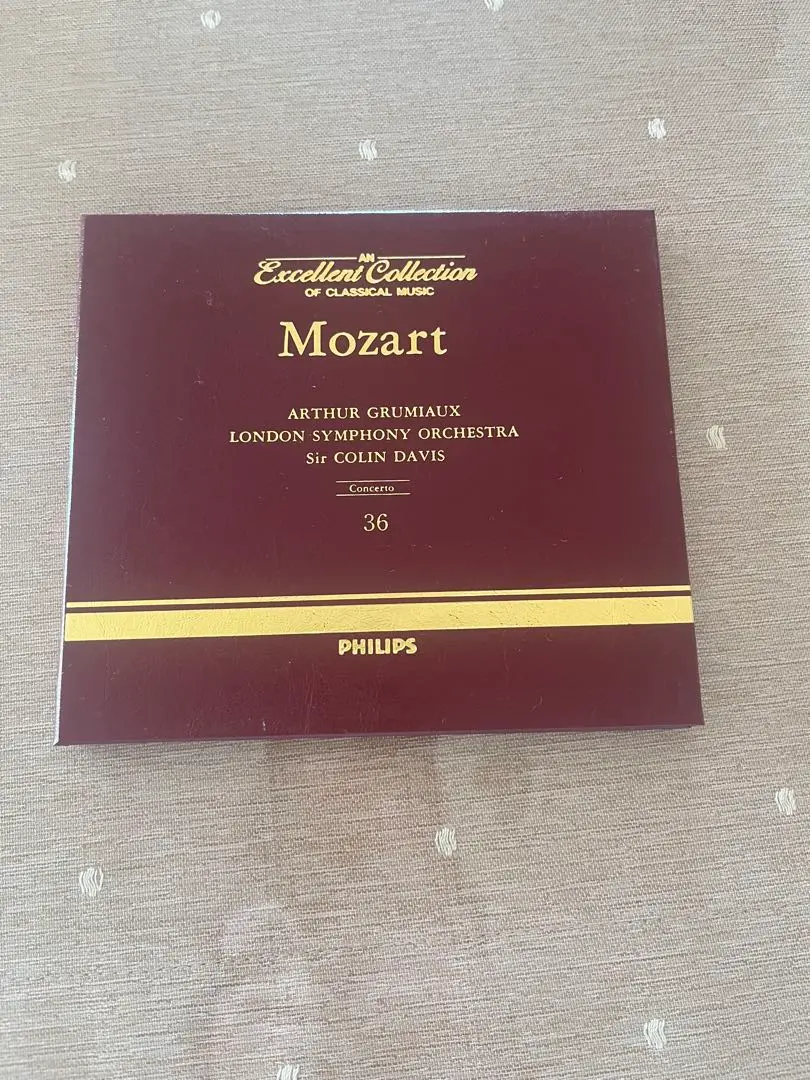 AN
Excellent Collection
OF CLASSICAL MUSIC
Mozart
ARTHUR GRUMIAUX
LONDON SYMPHONY ORCHESTRA
Sir COLIN DAVIS
Concerto
36
PHILIPS